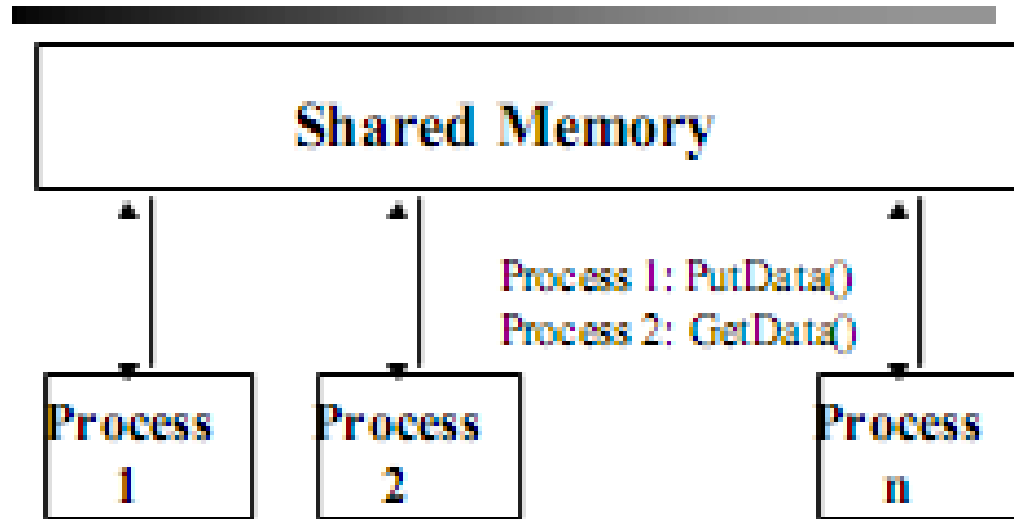 Shared Memory
Process 1: PutData()
Process 2: GetData()
Process
1
Process
2
Process
n